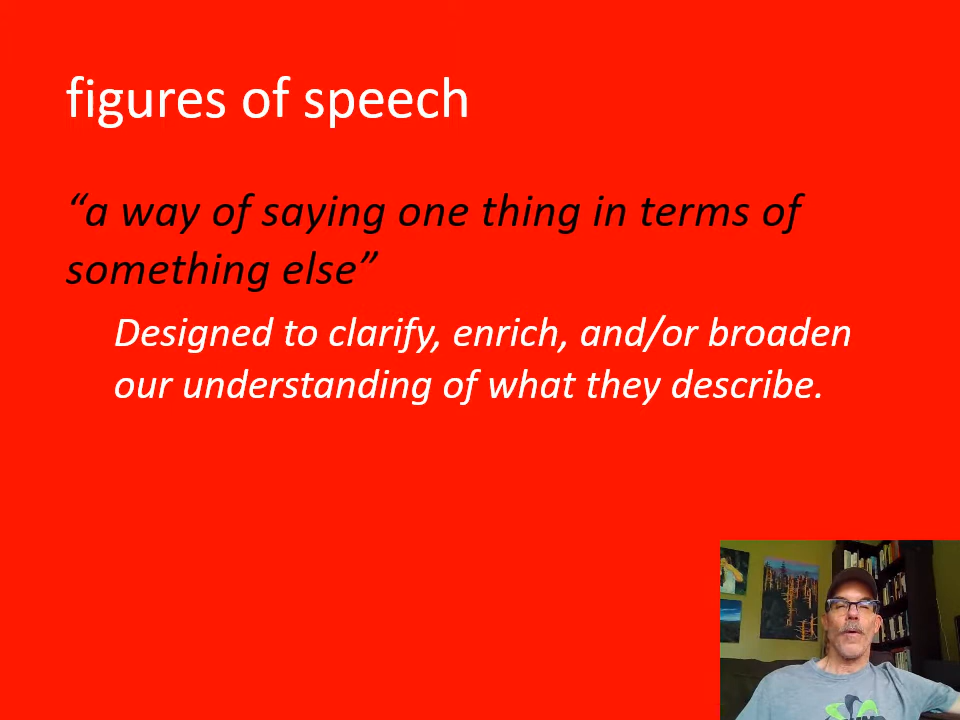 figures of speech
“a way of saying one thing in terms of
something else”
Designed to clarify, enrich, and/or broaden
our understanding of what they describe.